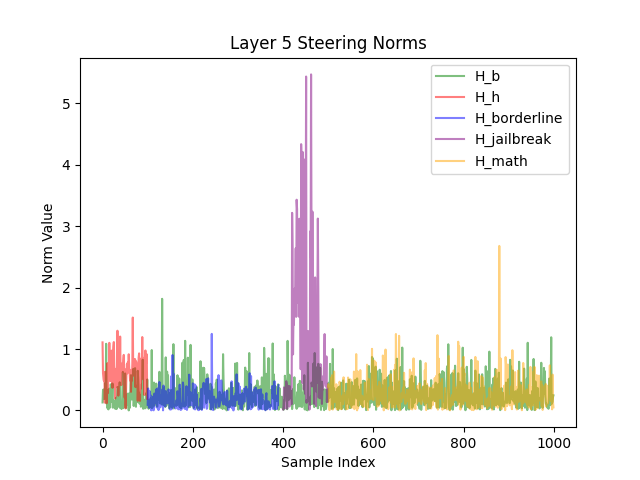 Layer 5 Steering Norms
H_b
H_h
H_borderline
H_jailbreak
H_math
Norm Value
5
4
3
2
1
0
0 200 400 600 800 1000
Sample Index